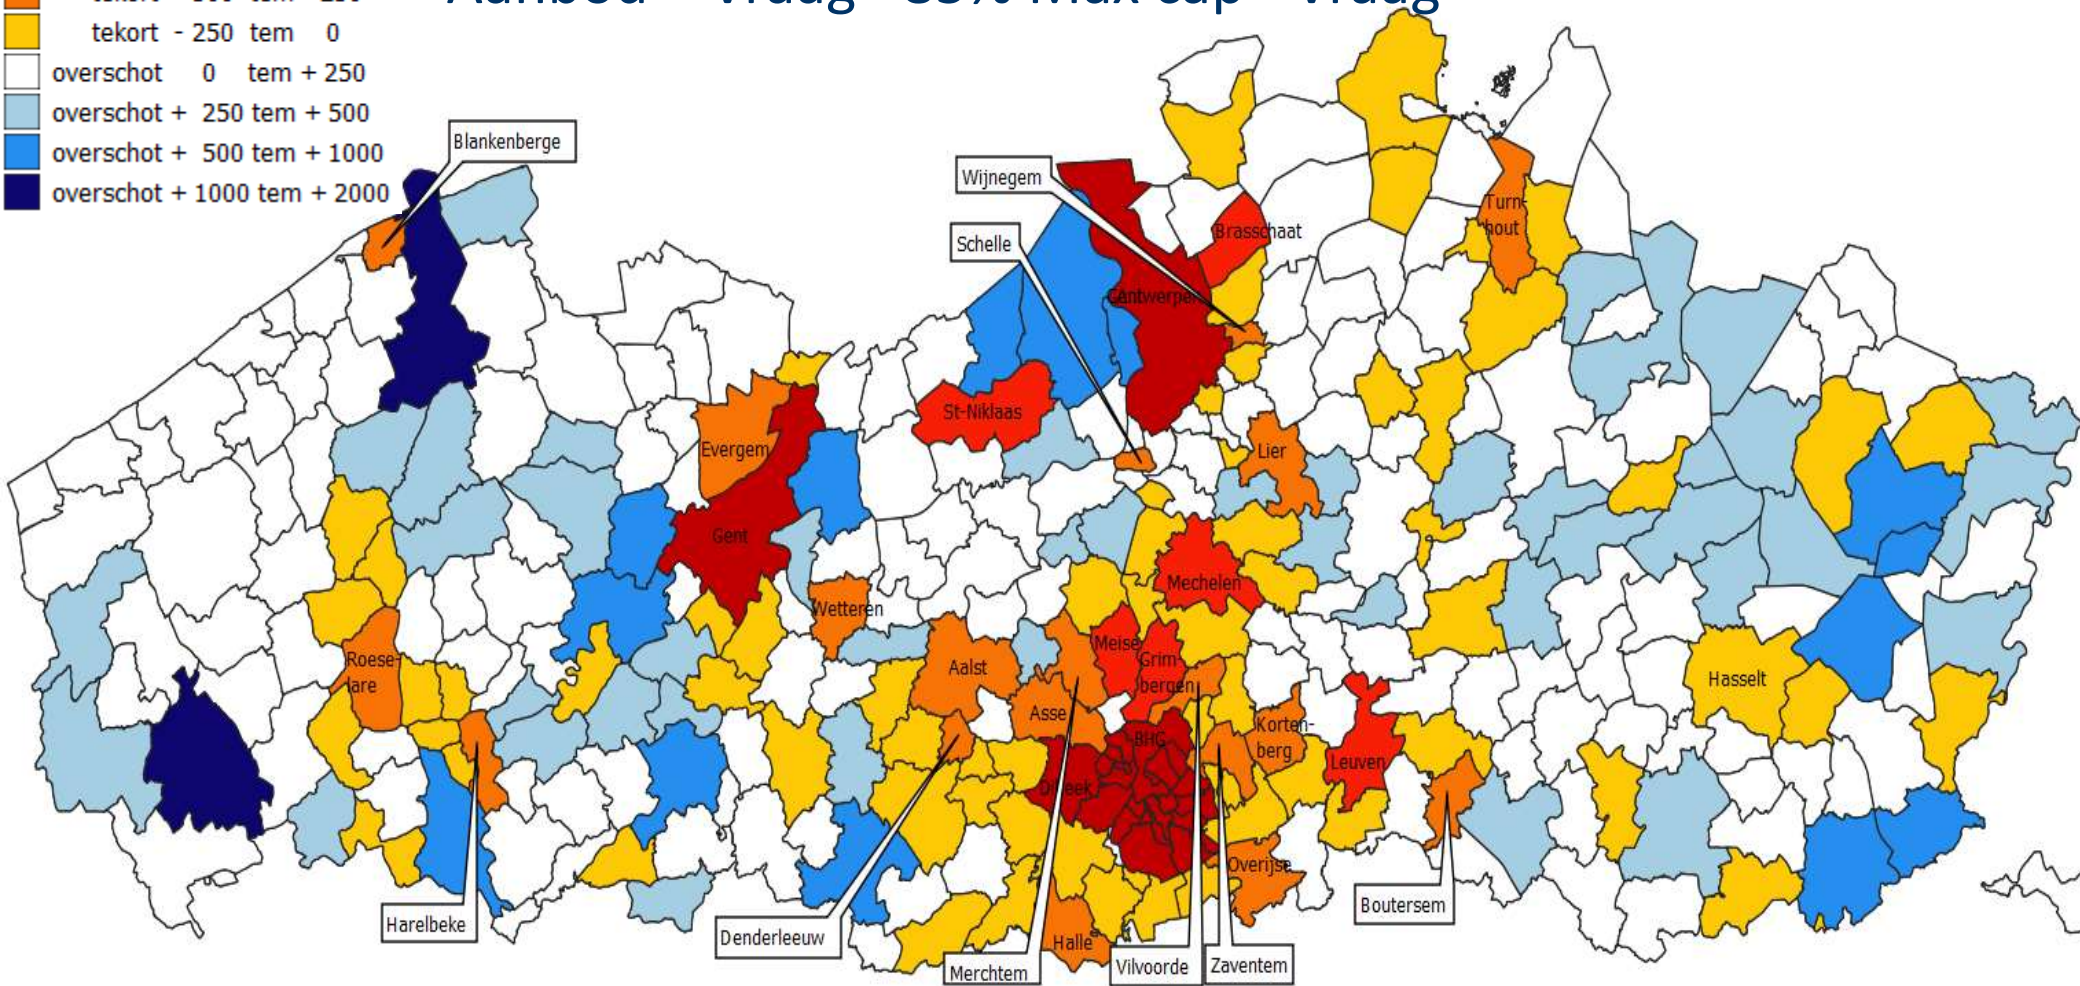 tekort - 250 tem 0
overschot 0 tem + 250
overschot + 250 tem + 500
overschot + 500 tem + 1000
overschot + 1000 tem + 2000
Blankenberge
Wijnegem
Schelle
Brasschaat
Turn-
hout
Antwerpen
St-Niklaas
Evergem
Lier
Gent
Mechelen
Wetteren
Roese-
lare
Aalst
Meise
Grim-
bergen
Asse
Hasselt
Korten-
berg
BHG
Leuven
Overijse
Boutersem
Harelbeke
Denderleeuw
Halle
Merchtem
Vilvoorde
Zaventem